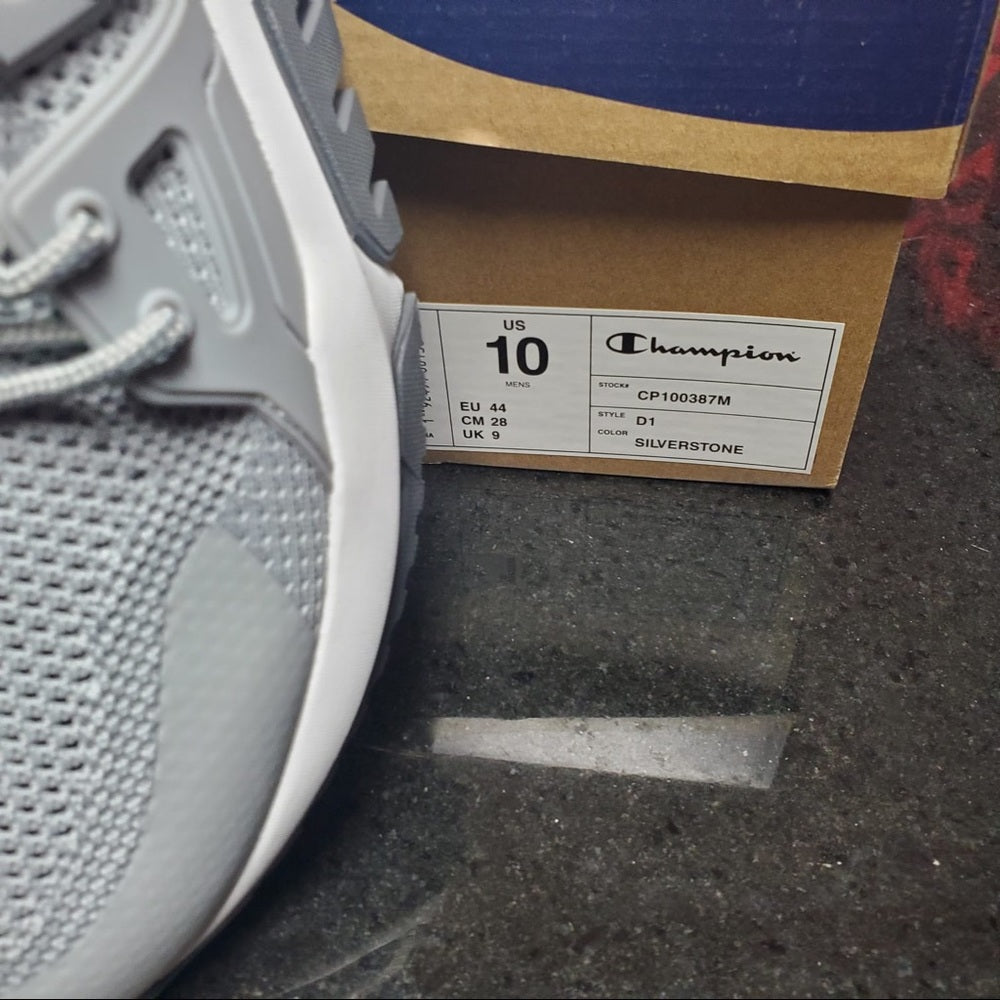 US
10
MENS
EU 44
CM 28
UK 9
Champion
STOCK# CP100387M
STYLE D1
COLOR SILVERSTONE